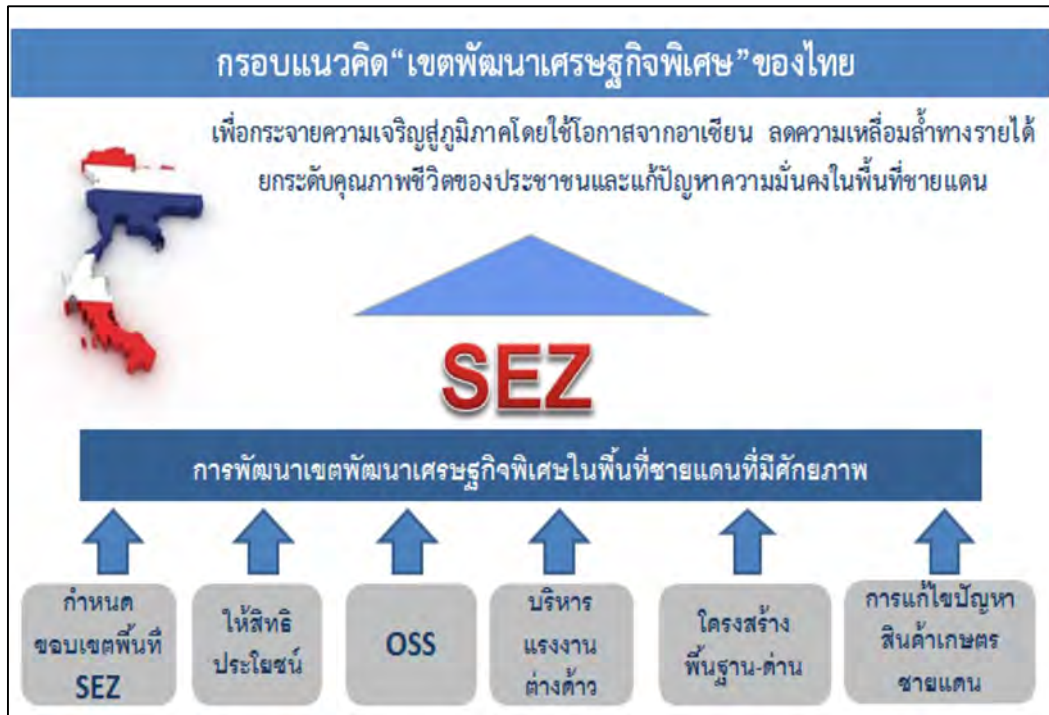 กรอบแนวคิด“เขตพัฒนาเศรษฐกิจพิเศษ”ของไทย
เพื่อกระจายความเจริญสู่ภูมิภาคโดยใช้โอกาสจากอาเซียน ลดความเหลื่อมล้ำทางรายได้
ยกระดับคุณภาพชีวิตของประชาชนและแก้ปัญหาความมั่นคงในพื้นที่ชายแดน
SEZ
การพัฒนาเขตพัฒนาเศรษฐกิจพิเศษในพื้นที่ชายแดนที่มีศักยภาพ
กำหนด
ขอบเขตพื้นที่
SEZ
ให้สิทธิ
ประโยชน์
OSS
บริหาร
แรงงาน
ต่างด้าว
โครงสร้าง
พื้นฐาน-ด่าน
การแก้ไขปัญหา
สินค้าเกษตร
ชายแดน